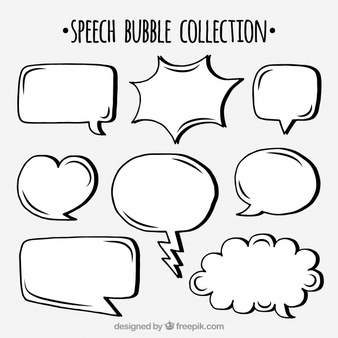 •SPEECH BUBBLE COLLECTION•
designed by freepik.com